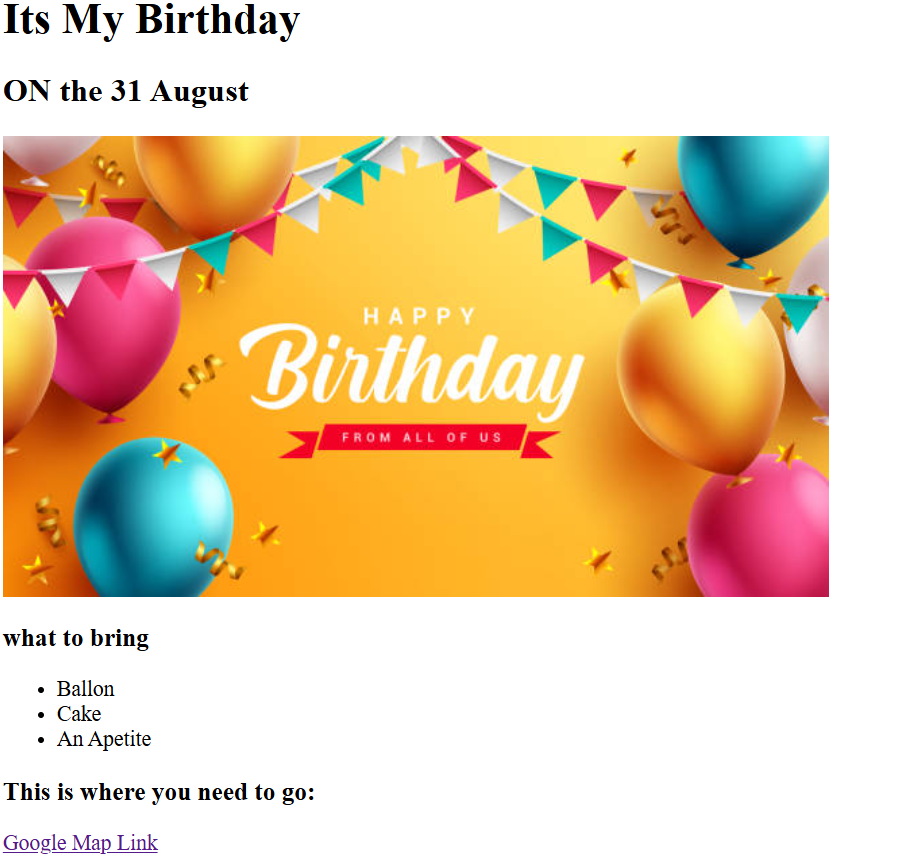 Its My Birthday
ON the 31 August
HAPPY
Birthday
FROM ALL OF US
what to bring
Ballon
Cake
An Apetite
This is where you need to go:
Google Map Link